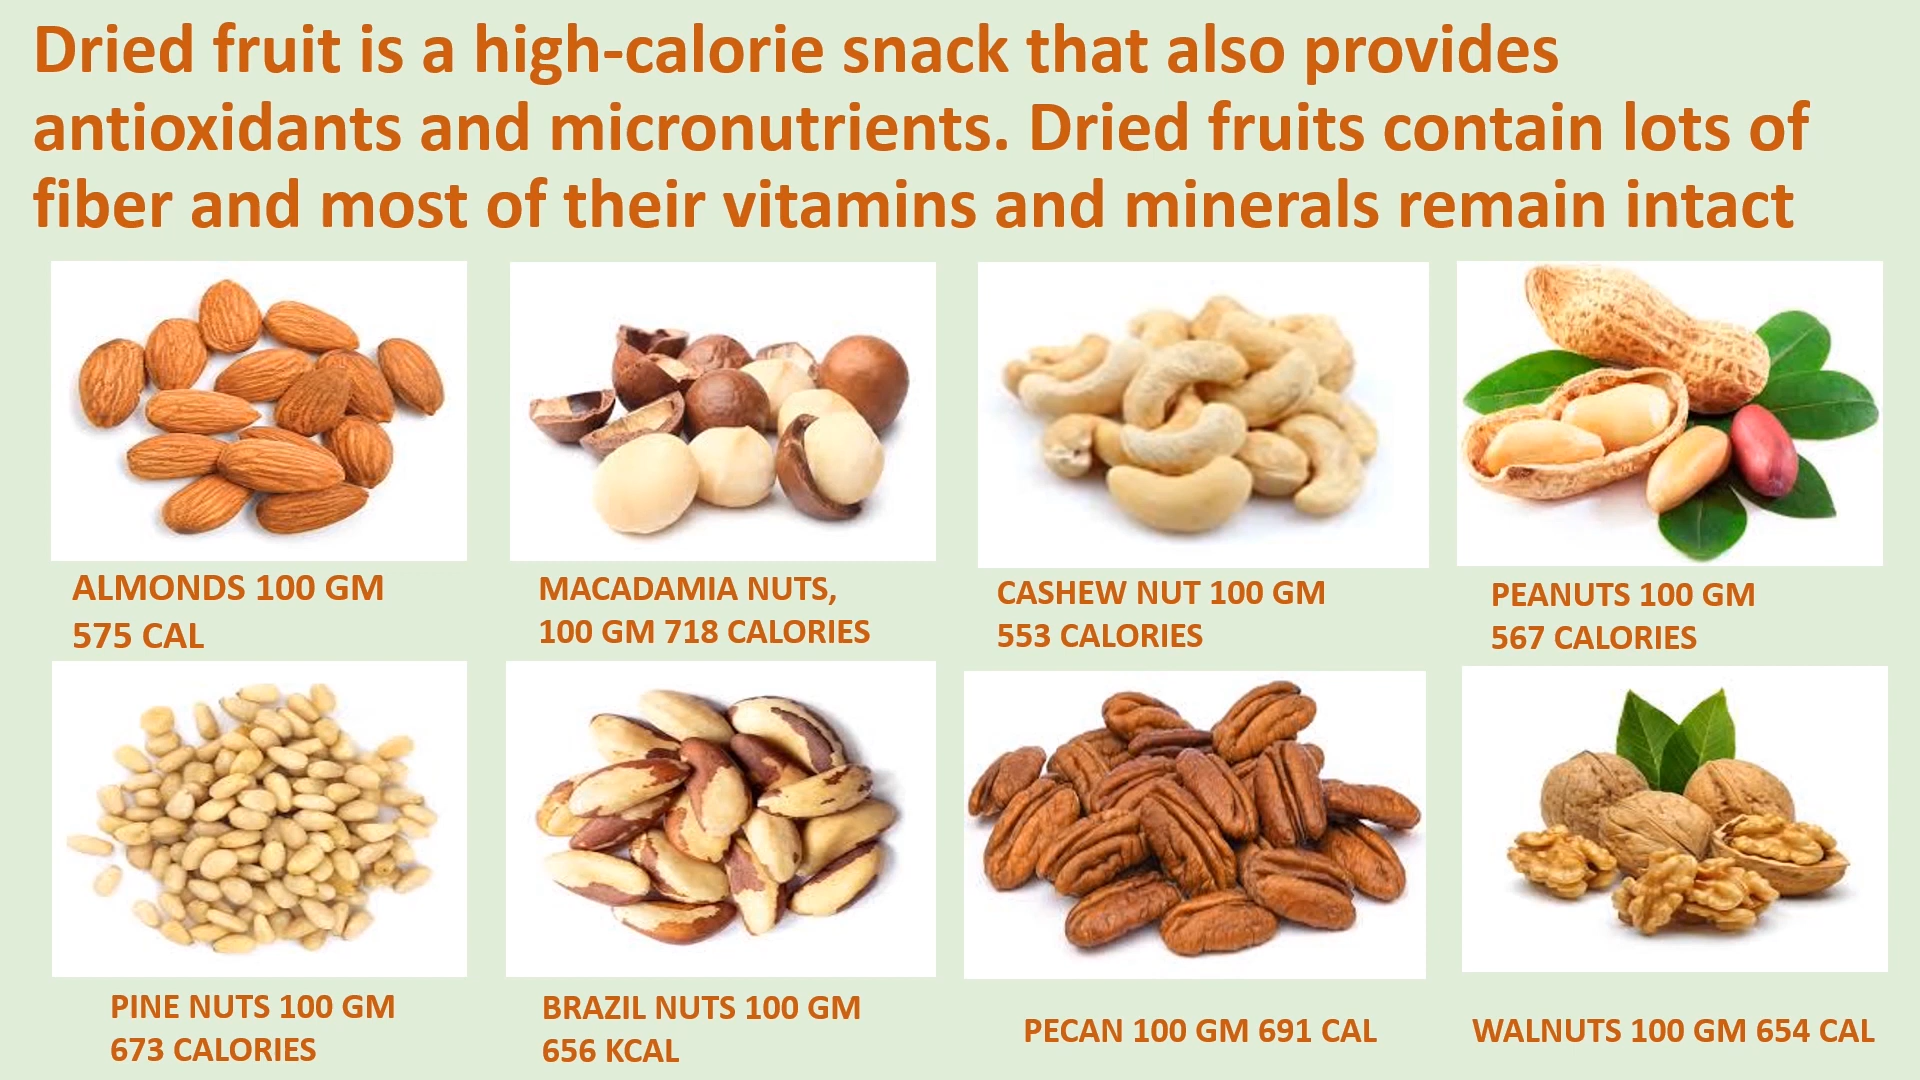 Dried fruit is a high-calorie snack that also provides
antioxidants and micronutrients. Dried fruits contain lots of
fiber and most of their vitamins and minerals remain intact
ALMONDS 100 GM
575 CAL
MACADAMIA NUTS,
100 GM 718 CALORIES
CASHEW NUT 100 GM
553 CALORIES
PEANUTS 100 GM
567 CALORIES
PINE NUTS 100 GM
673 CALORIES
BRAZIL NUTS 100 GM
656 KCAL
PECAN 100 GM 691 CAL
WALNUTS 100 GM 654 CAL